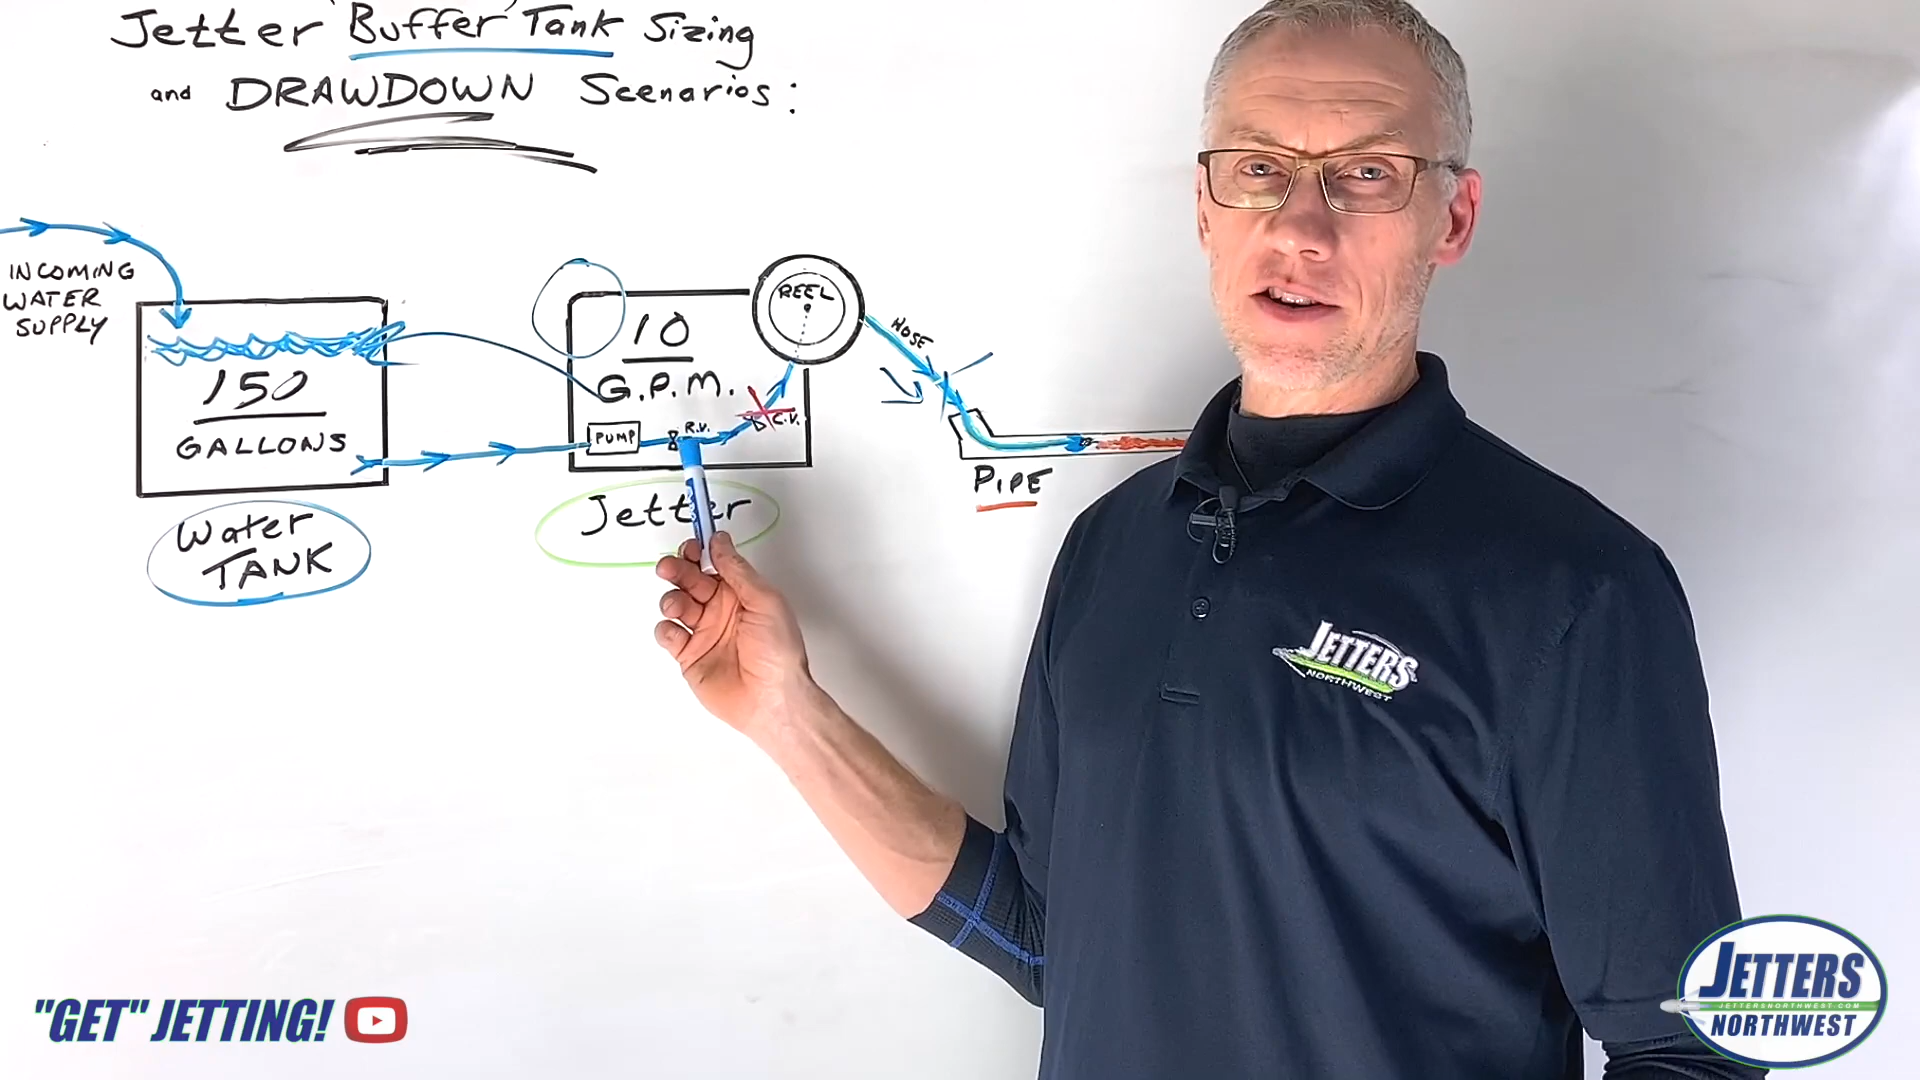 Jetter "Buffer" Tank Sizing
and DRAWDOWN Scenarios:
INCOMING
WATER
SUPPLY
150
GALLONS
Water
TANK
10
G.P.M.
PUMP
R.V.
C.V.
REEL
Jetter
HOSE
PIPE
JETTERS
NORTHWEST
"GET" JETTING!
JETTERS
JETTERSNORTHWEST.COM
NORTHWEST